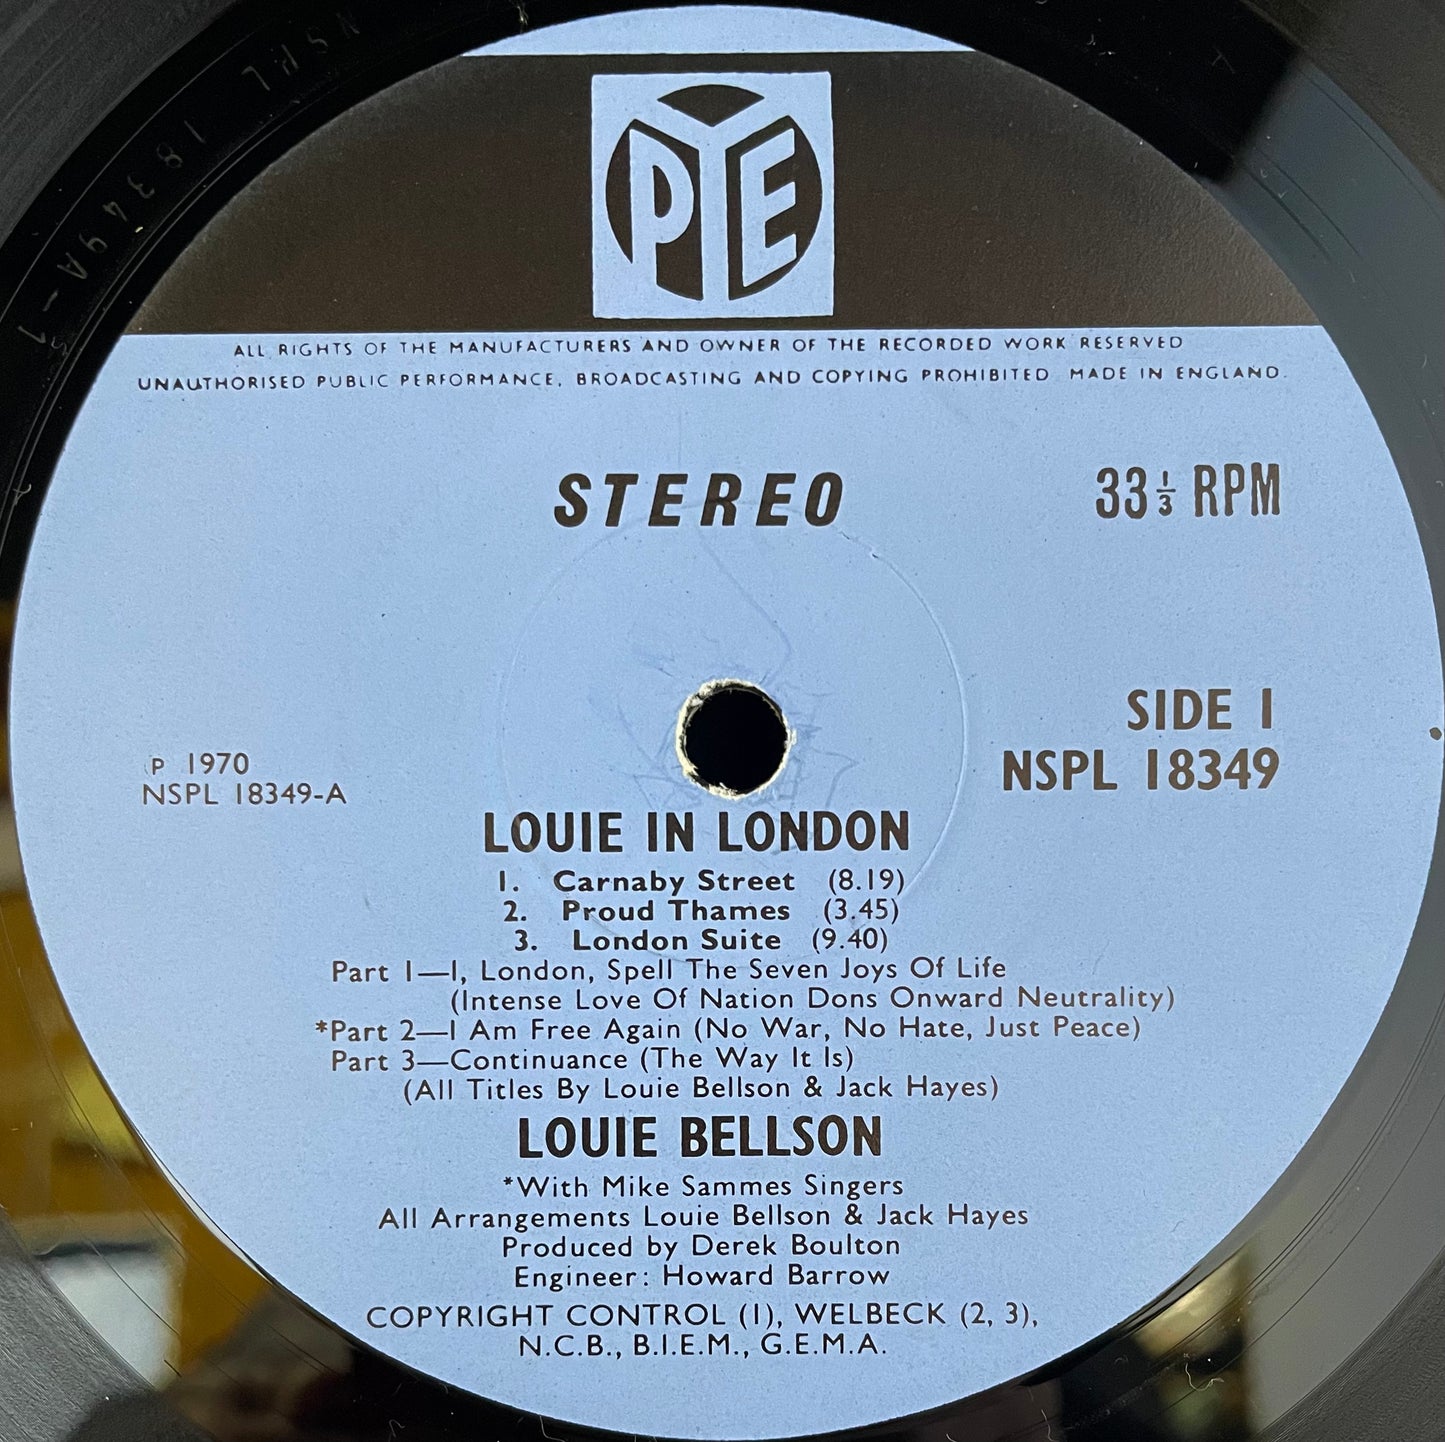 NSPL 18349A-1
PYE
ALL RIGHTS OF THE MANUFACTURERS AND OWNER OF THE RECORDED WORK RESERVED
UNAUTHORISED PUBLIC PERFORMANCE, BROADCASTING AND COPYING PROHIBITED MADE IN ENGLAND.
STEREO
33⅓ RPM
SIDE 1
NSPL 18349
℗ 1970
NSPL 18349-A
LOUIE IN LONDON
1. Carnaby Street (8.19)
2. Proud Thames (3.45)
3. London Suite (9.40)
Part 1—I, London, Spell The Seven Joys Of Life
(Intense Love Of Nation Dons Onward Neutrality)
*Part 2—I Am Free Again (No War, No Hate, Just Peace)
Part 3—Continuance (The Way It Is)
(All Titles By Louie Bellson & Jack Hayes)
LOUIE BELLSON
*With Mike Sammes Singers
All Arrangements Louie Bellson & Jack Hayes
Produced by Derek Boulton
Engineer: Howard Barrow
COPYRIGHT CONTROL (1), WELBECK (2, 3),
N.C.B., B.I.E.M., G.E.M.A.